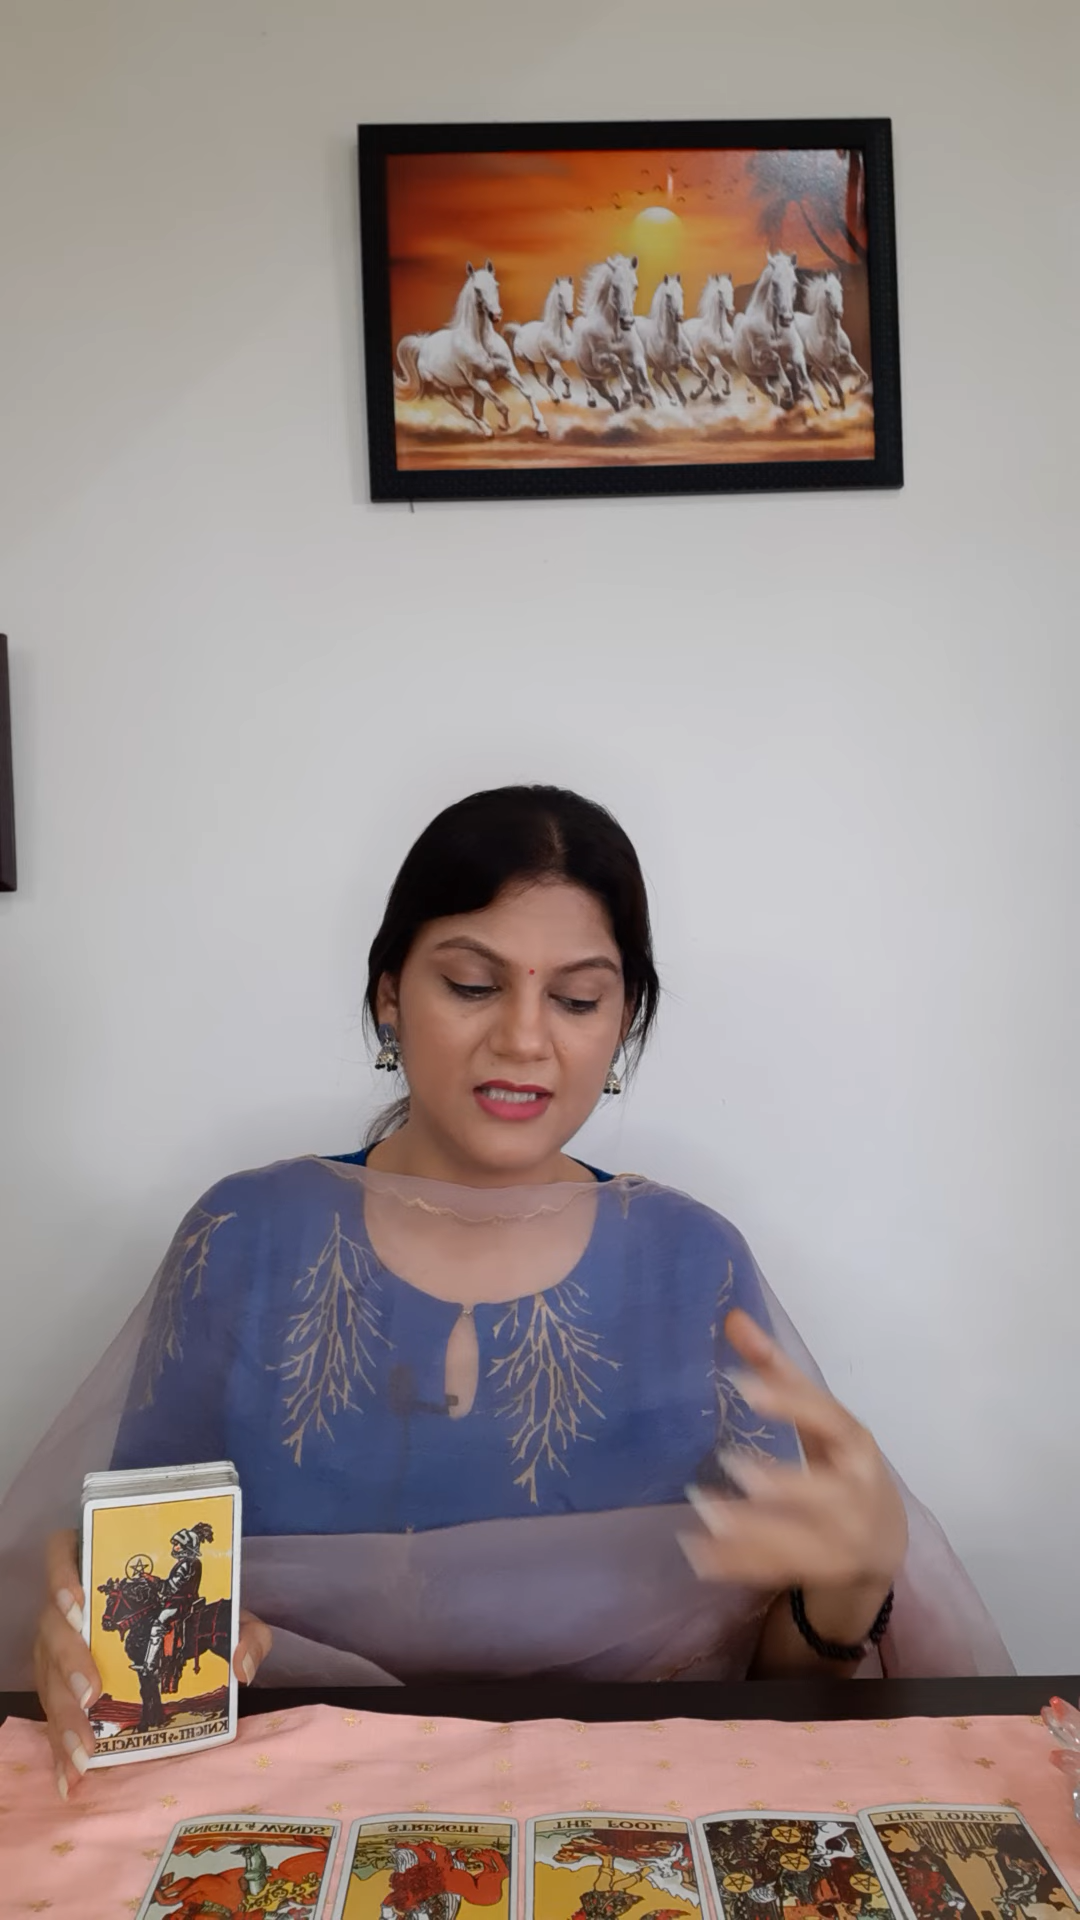 KNIGHT of PENTACLES
KNIGHT of WANDS.
STRENGTH.
THE FOOL.
THE TOWER.